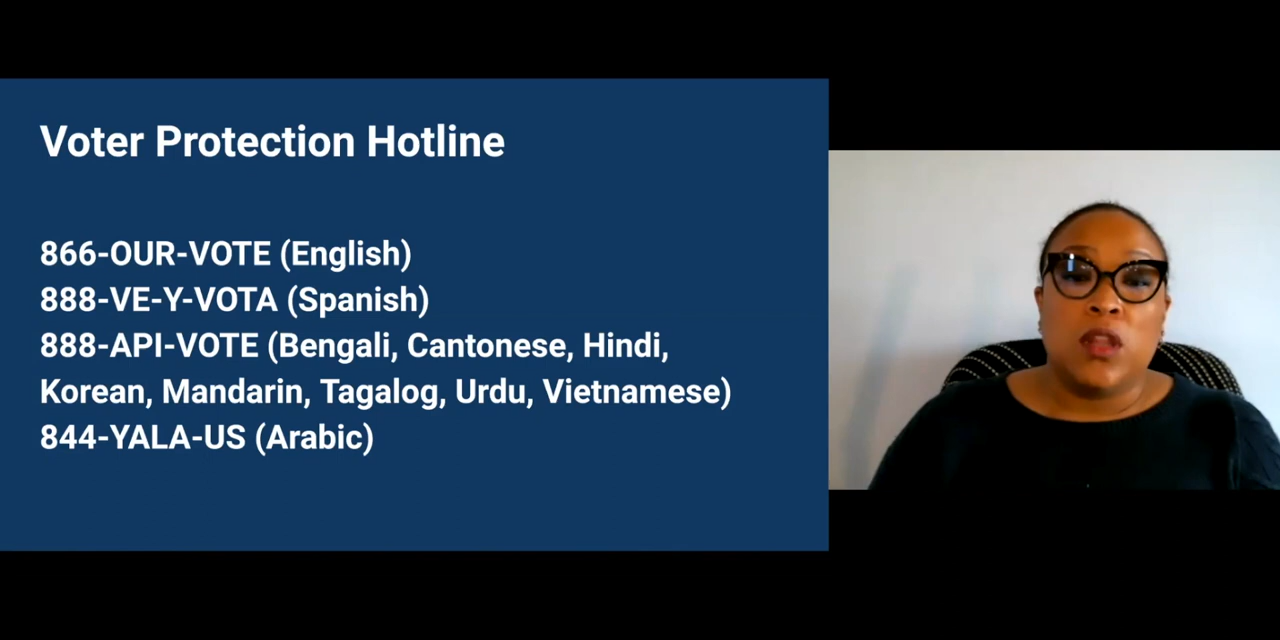 Voter Protection Hotline
866-OUR-VOTE (English)
888-VE-Y-VOTA (Spanish)
888-API-VOTE (Bengali, Cantonese, Hindi,
Korean, Mandarin, Tagalog, Urdu, Vietnamese)
844-YALA-US (Arabic)